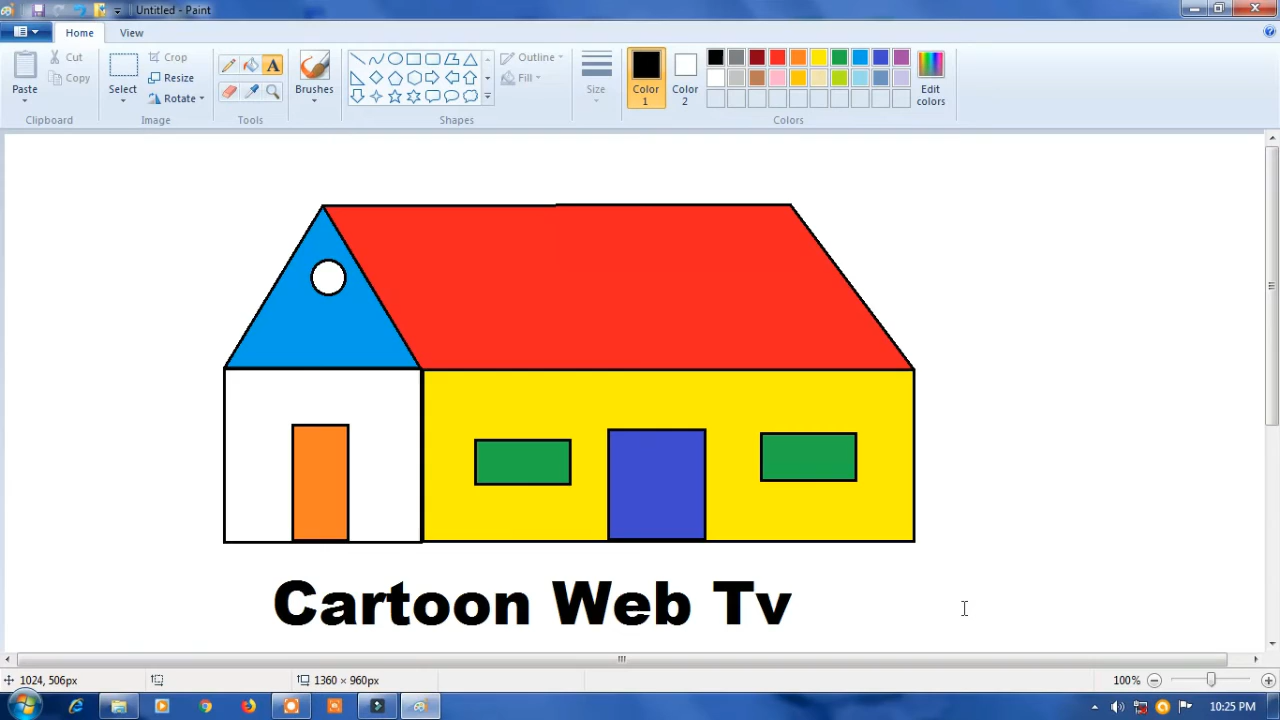 Untitled - Paint
Home View
Paste
Cut
Copy
Clipboard
Select
Crop
Resize
Rotate
Image
A
Tools
Brushes
Outline
Fill
Shapes
Size
Color 1
Color 2
Edit colors
Colors
Cartoon Web Tv
1024, 506px
1360 × 960px
100%
10:25 PM